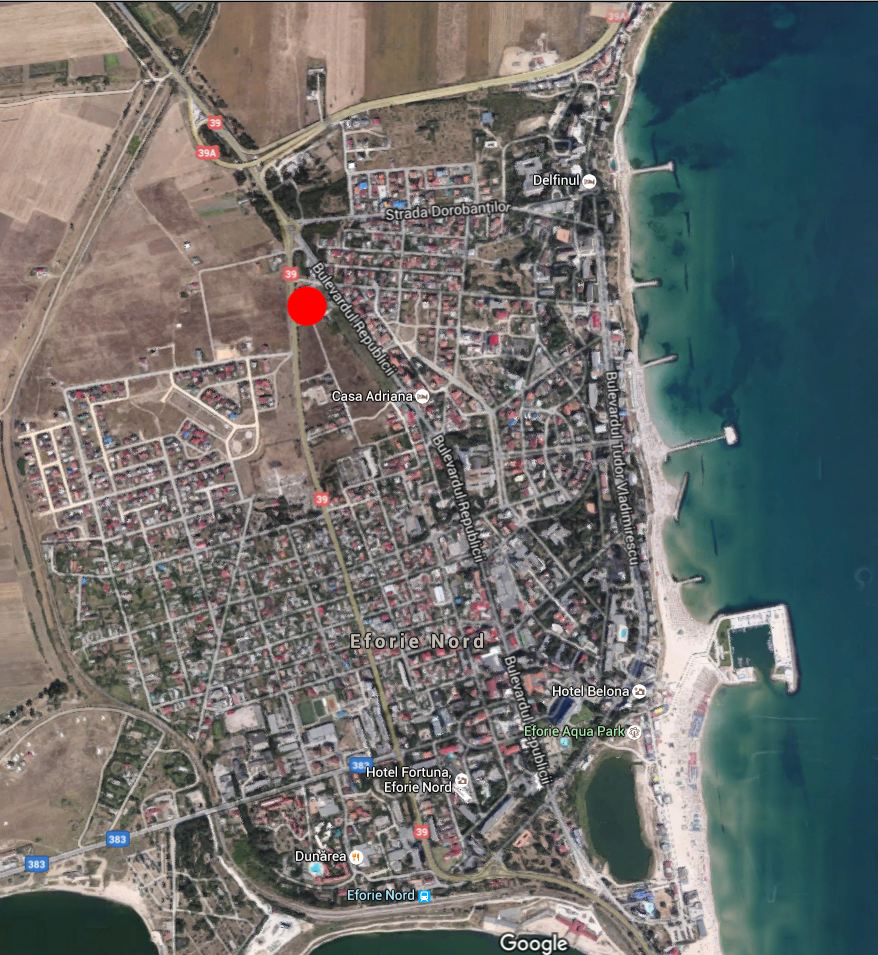 39A
39
39A
Delfinul
Strada Dorobanților
39
Bulevardul Republicii
Casa Adriana
Bulevardul Tudor Vladimirescu
Bulevardul Republicii
39
Eforie Nord
Bulevardul Republicii
Hotel Belona
Eforie Aqua Park
383
Hotel Fortuna,
Eforie Nord
39
383
Dunărea
383
Eforie Nord
Google